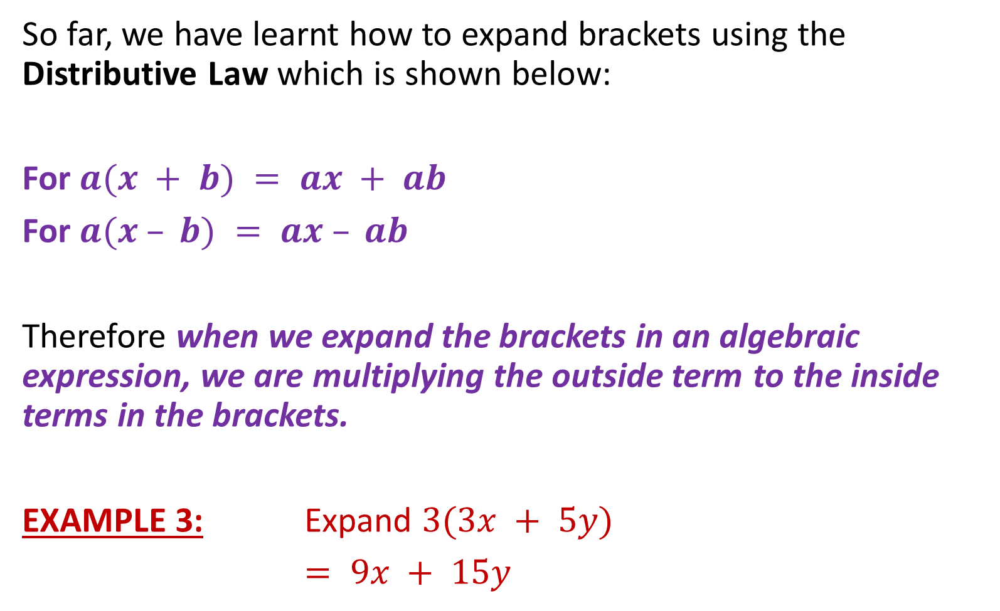 So far, we have learnt how to expand brackets using the
Distributive Law which is shown below:
For a(x + b) = ax + ab
For a(x – b) = ax – ab
Therefore when we expand the brackets in an algebraic
expression, we are multiplying the outside term to the inside
terms in the brackets.
EXAMPLE 3: Expand 3(3x + 5y)
= 9x + 15y